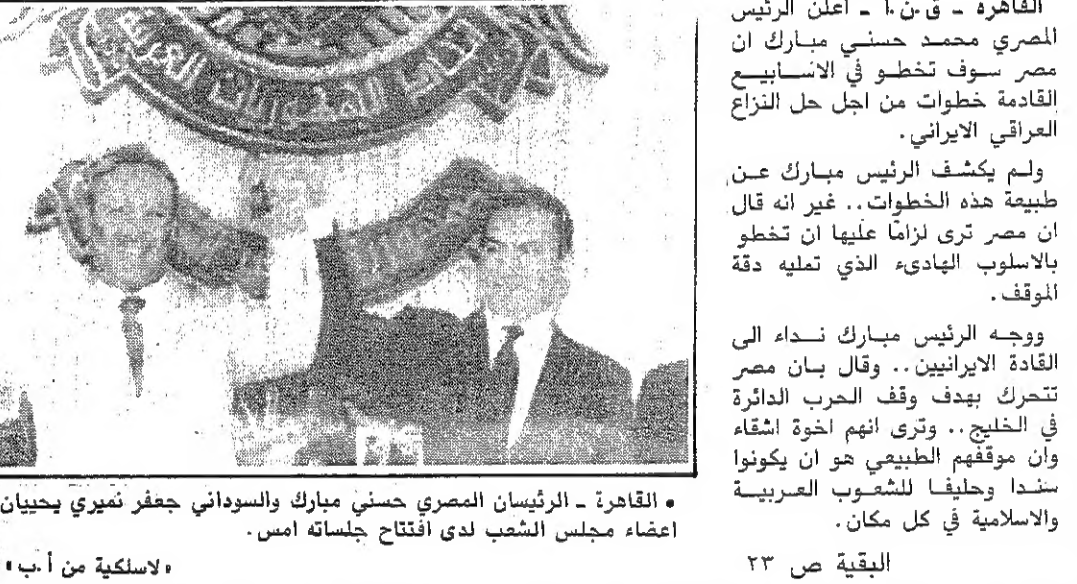 القاهرة ـ ق.ن.ا ـ اعلن الرئيس
المصري محمد حسني مبارك ان
مصر سوف تخطو في الاسابيع
القادمة خطوات من اجل حل النزاع
العراقي الايراني.
ولم يكشف الرئيس مبارك عن
طبيعة هذه الخطوات.. غير انه قال
ان مصر ترى لزاما عليها ان تخطو
بالاسلوب الهادىء الذي تمليه دقة
الموقف.
ووجه الرئيس مبارك نداء الى
القادة الايرانيين.. وقال بان مصر
تتحرك بهدف وقف الحرب الدائرة
في الخليج.. وترى انهم اخوة اشقاء
وان موقفهم الطبيعي هو ان يكونوا
سندا وحليفا للشعوب العربية
والاسلامية في كل مكان.
البقية ص ٢٣
• القاهرة ـ الرئيسان المصري حسني مبارك والسوداني جعفر نميري يحييان
اعضاء مجلس الشعب لدى افتتاح جلساته امس.
«لاسلكية من أ.ب»